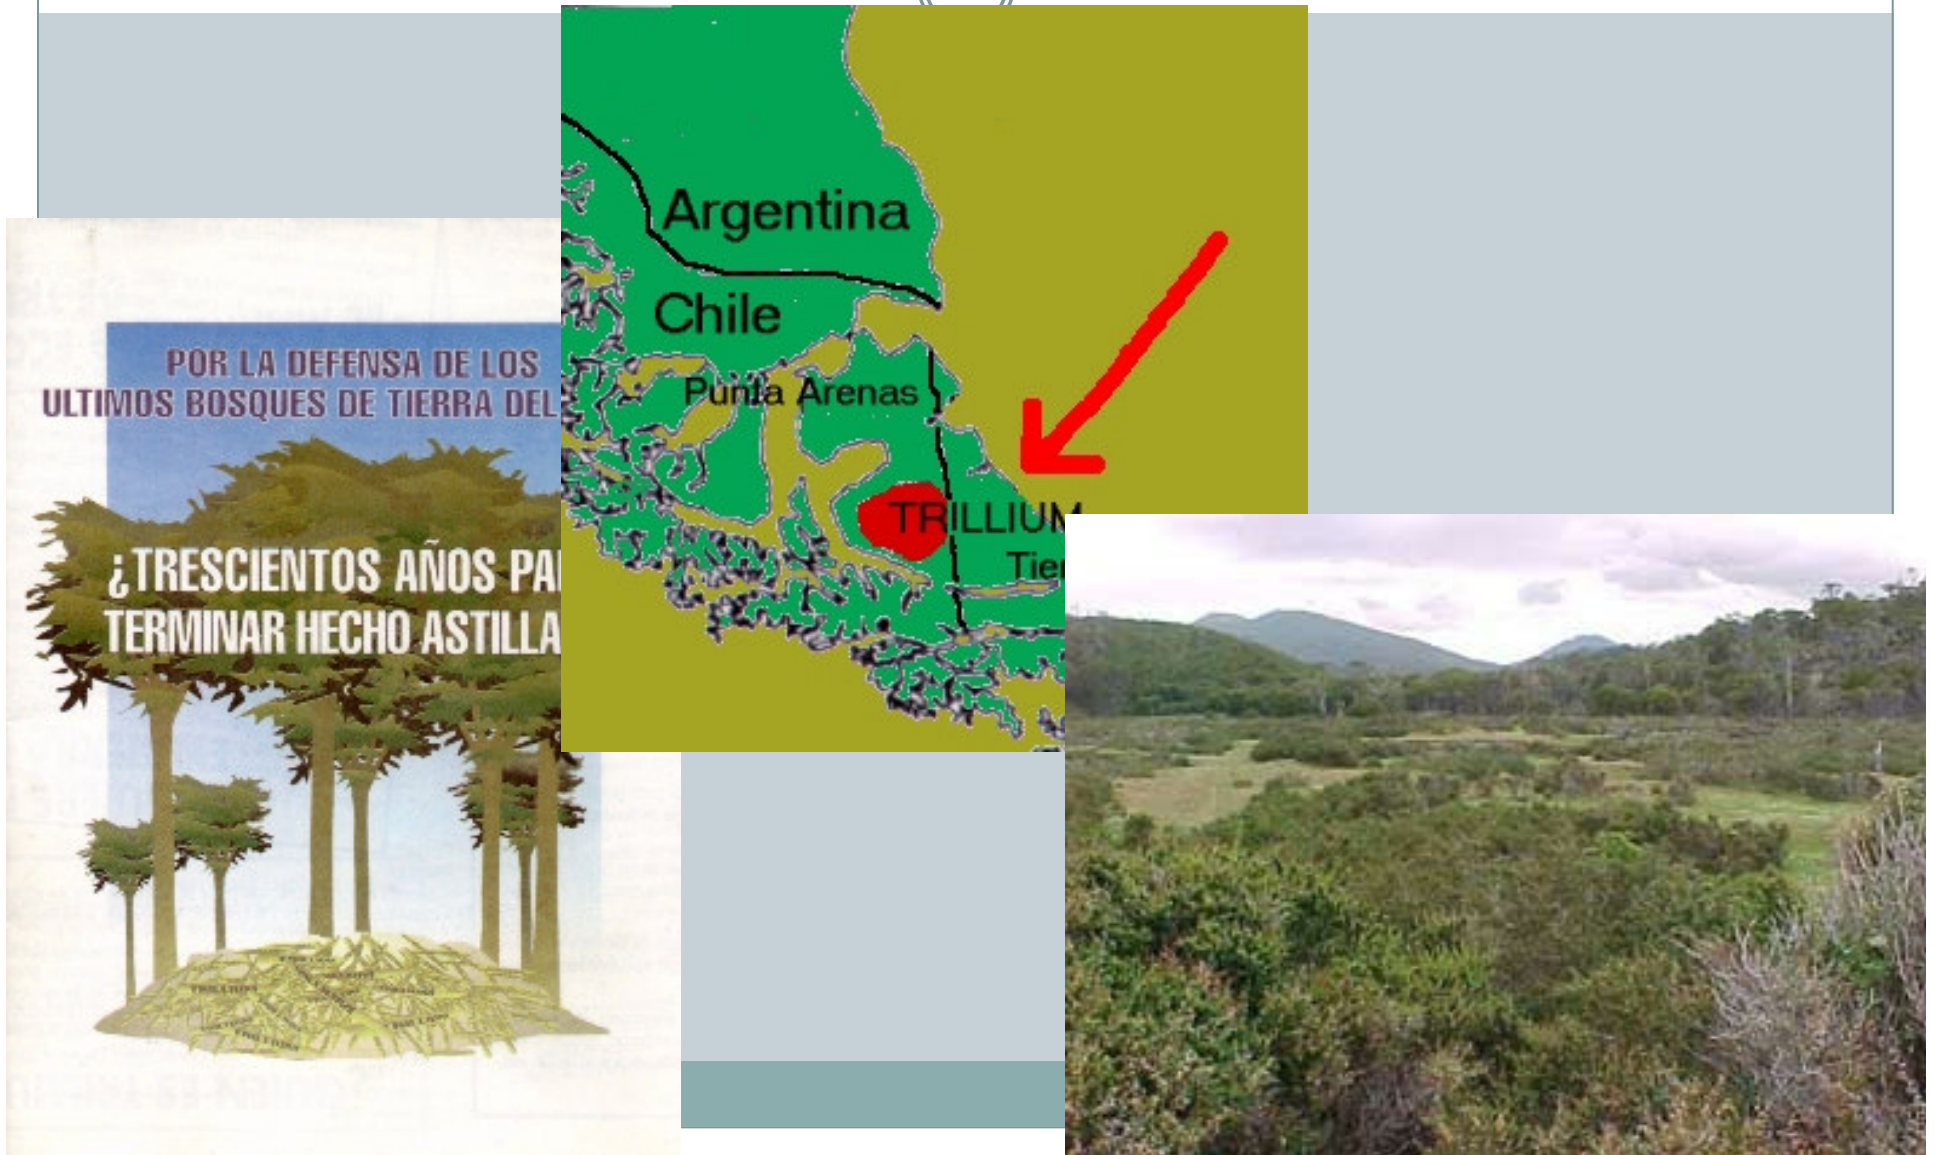 POR LA DEFENSA DE LOS
ULTIMOS BOSQUES DE TIERRA DEL
¿TRESCIENTOS AÑOS PA
TERMINAR HECHO ASTILLA
Argentina
Chile
Punta Arenas
TRILLIUM
Tier